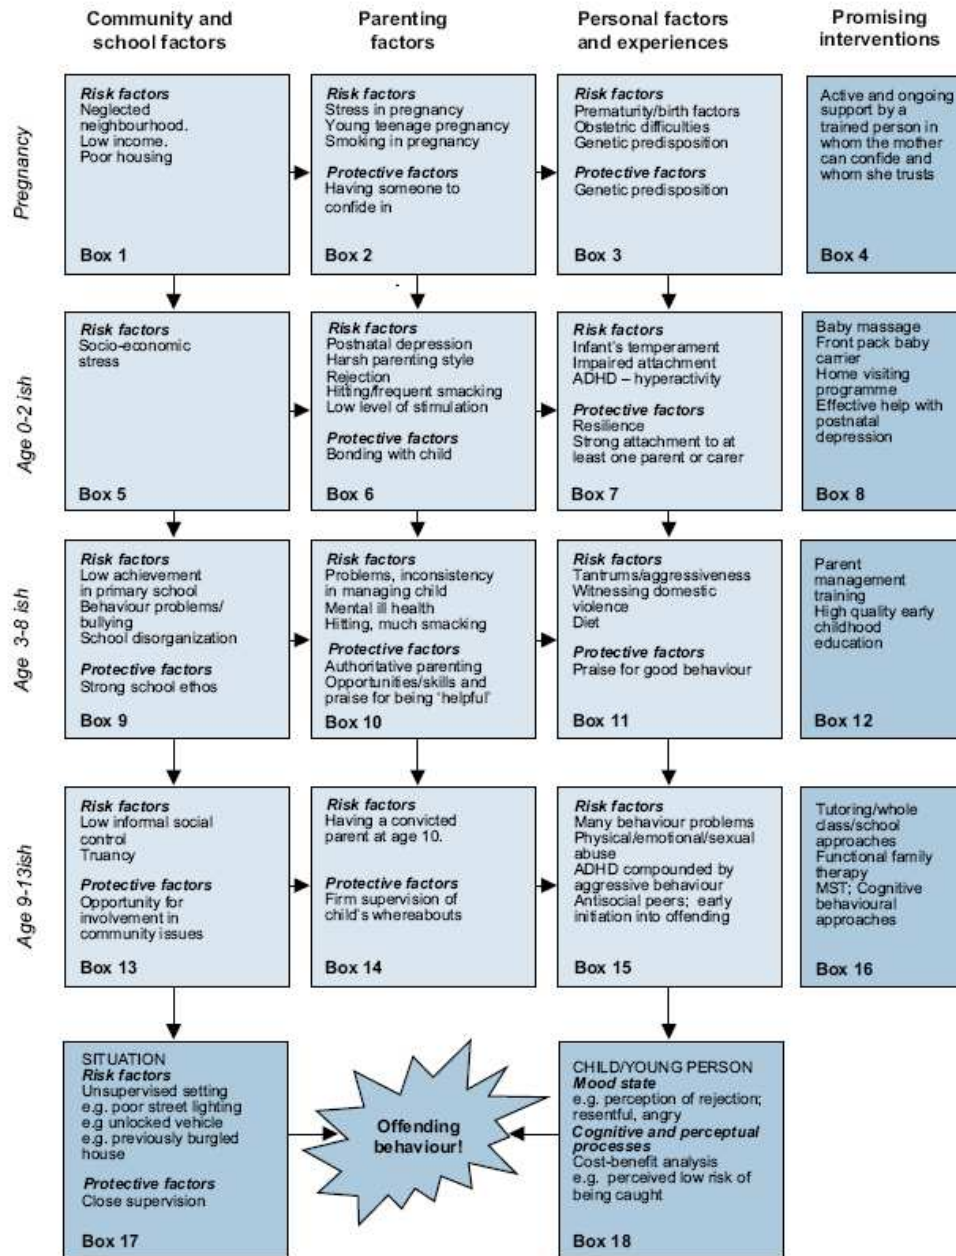 Community and
school factors
Parenting
factors
Personal factors
and experiences
Promising
interventions
Pregnancy
Risk factors
Neglected
neighbourhood.
Low income.
Poor housing
Box 1
Risk factors
Stress in pregnancy
Young teenage pregnancy
Smoking in pregnancy
Protective factors
Having someone to
confide in
Box 2
Risk factors
Prematurity/birth factors
Obstetric difficulties
Genetic predisposition
Protective factors
Genetic predisposition
Box 3
Active and ongoing
support by a
trained person in
whom the mother
can confide and
whom she trusts
Box 4
Age 0-2 ish
Risk factors
Socio-economic
stress
Box 5
Risk factors
Postnatal depression
Harsh parenting style
Rejection
Hitting/frequent smacking
Low level of stimulation
Protective factors
Bonding with child
Box 6
Risk factors
Infant's temperament
Impaired attachment
ADHD – hyperactivity
Protective factors
Resilience
Strong attachment to at
least one parent or carer
Box 7
Baby massage
Front pack baby
carrier
Home visiting
programme
Effective help with
postnatal
depression
Box 8
Age 3-8 ish
Risk factors
Low achievement
in primary school
Behaviour problems/
bullying
School disorganization
Protective factors
Strong school ethos
Box 9
Risk factors
Problems, inconsistency
in managing child
Mental ill health
Hitting, much smacking
Protective factors
Authoritative parenting
Opportunities/skills and
praise for being 'helpful'
Box 10
Risk factors
Tantrums/aggressiveness
Witnessing domestic
violence
Diet
Protective factors
Praise for good behaviour
Box 11
Parent
management
training
High quality early
childhood
education
Box 12
Age 9-13ish
Risk factors
Low informal social
control
Truancy
Protective factors
Opportunity for
involvement in
community issues
Box 13
Risk factors
Having a convicted
parent at age 10.
Protective factors
Firm supervision of
child's whereabouts
Box 14
Risk factors
Many behaviour problems
Physical/emotional/sexual
abuse
ADHD compounded by
aggressive behaviour
Antisocial peers; early
initiation into offending
Box 15
Tutoring/whole
class/school
approaches
Functional family
therapy
MST; Cognitive
behavioural
approaches
Box 16
SITUATION
Risk factors
Unsupervised setting
e.g. poor street lighting
e.g unlocked vehicle
e.g. previously burgled
house
Protective factors
Close supervision
Box 17
Offending
behaviour!
CHILD/YOUNG PERSON
Mood state
e.g. perception of rejection;
resentful, angry
Cognitive and perceptual
processes
Cost-benefit analysis
e.g. perceived low risk of
being caught
Box 18